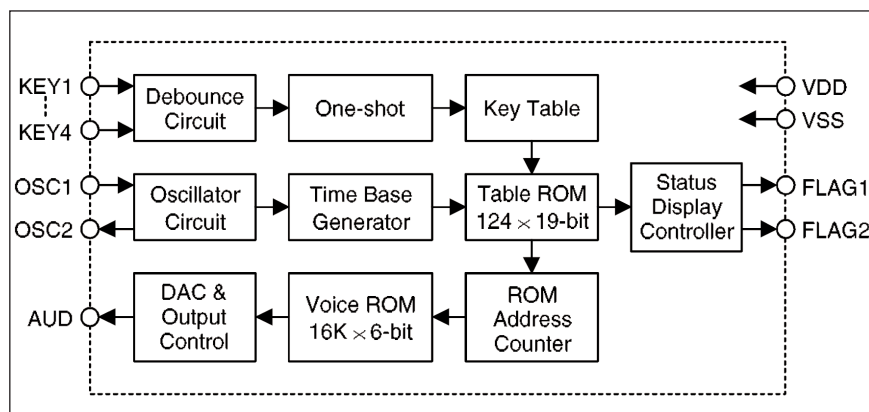 KEY1
KEY4
Debounce
Circuit
One-shot
Key Table
VDD
VSS
OSC1
OSC2
Oscillator
Circuit
Time Base
Generator
Table ROM
124 × 19-bit
Status
Display
Controller
FLAG1
FLAG2
AUD
DAC &
Output
Control
Voice ROM
16K × 6-bit
ROM
Address
Counter